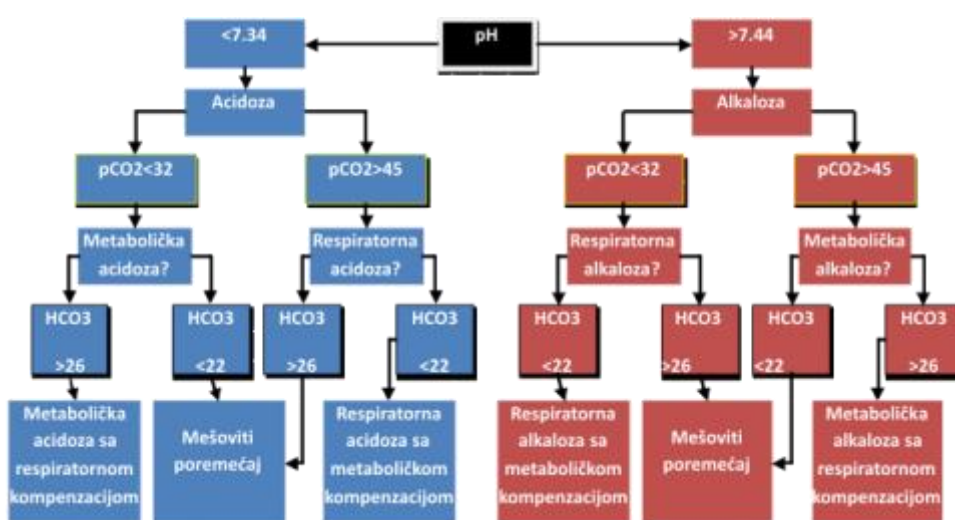 <7.34
pH
>7.44
Acidoza
Alkaloza
pCO2<32
pCO2>45
pCO2<32
pCO2>45
Metabolička
acidoza?
Respiratorna
acidoza?
Respiratorna
alkaloza?
Metabolička
alkaloza?
HCO3
>26
HCO3
<22
HCO3
>26
HCO3
<22
HCO3
<22
HCO3
>26
HCO3
<22
HCO3
>26
Metabolička
acidoza sa
respiratornom
kompenzacijom
Mešoviti
poremećaj
Respiratorna
acidoza sa
metaboličkom
kompenzacijom
Respiratorna
alkaloza sa
metaboličkom
kompenzacijom
Mešoviti
poremećaj
Metabolička
alkaloza sa
respiratornom
kompenzacijom